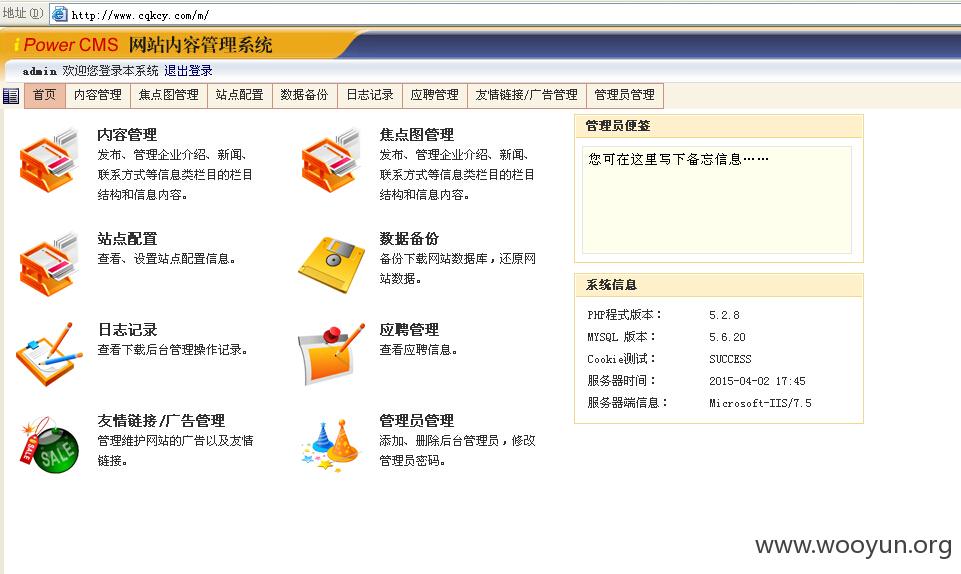 地址(D) http://www.cqkcy.com/m/
iPower CMS 网站内容管理系统
admin 欢迎您登录本系统 退出登录
首页 内容管理 焦点图管理 站点配置 数据备份 日志记录 应聘管理 友情链接/广告管理 管理员管理
内容管理
发布、管理企业介绍、新闻、
联系方式等信息类栏目的栏目
结构和信息内容。
焦点图管理
发布、管理企业介绍、新闻、
联系方式等信息类栏目的栏目
结构和信息内容。
站点配置
查看、设置站点配置信息。
数据备份
备份下载网站数据库，还原网
站数据。
日志记录
查看下载后台管理操作记录。
应聘管理
查看应聘信息。
友情链接/广告管理
管理维护网站的广告以及友情
链接。
SALE
SALE
管理员管理
添加、删除后台管理员，修改
管理员密码。
管理员便签
您可在这里写下备忘信息……
系统信息
PHP程式版本： 5.2.8
MYSQL 版本： 5.6.20
Cookie测试： SUCCESS
服务器时间： 2015-04-02 17:45
服务器端信息： Microsoft-IIS/7.5
www.wooyun.org